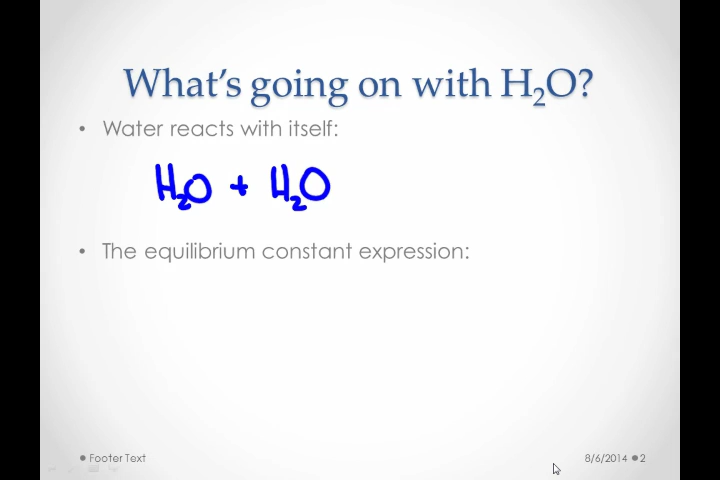 What's going on with H₂O?
• Water reacts with itself:
H₂O + H₂O
• The equilibrium constant expression:
Footer Text
8/6/2014 2